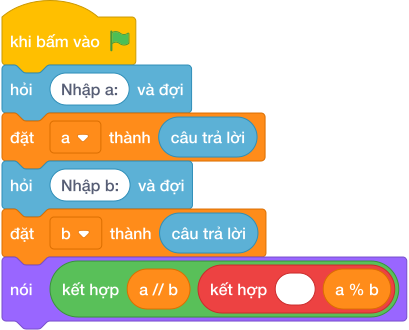 khi bấm vào
hỏi Nhập a: và đợi
đặt a thành câu trả lời
hỏi Nhập b: và đợi
đặt b thành câu trả lời
nói kết hợp a // b kết hợp a % b